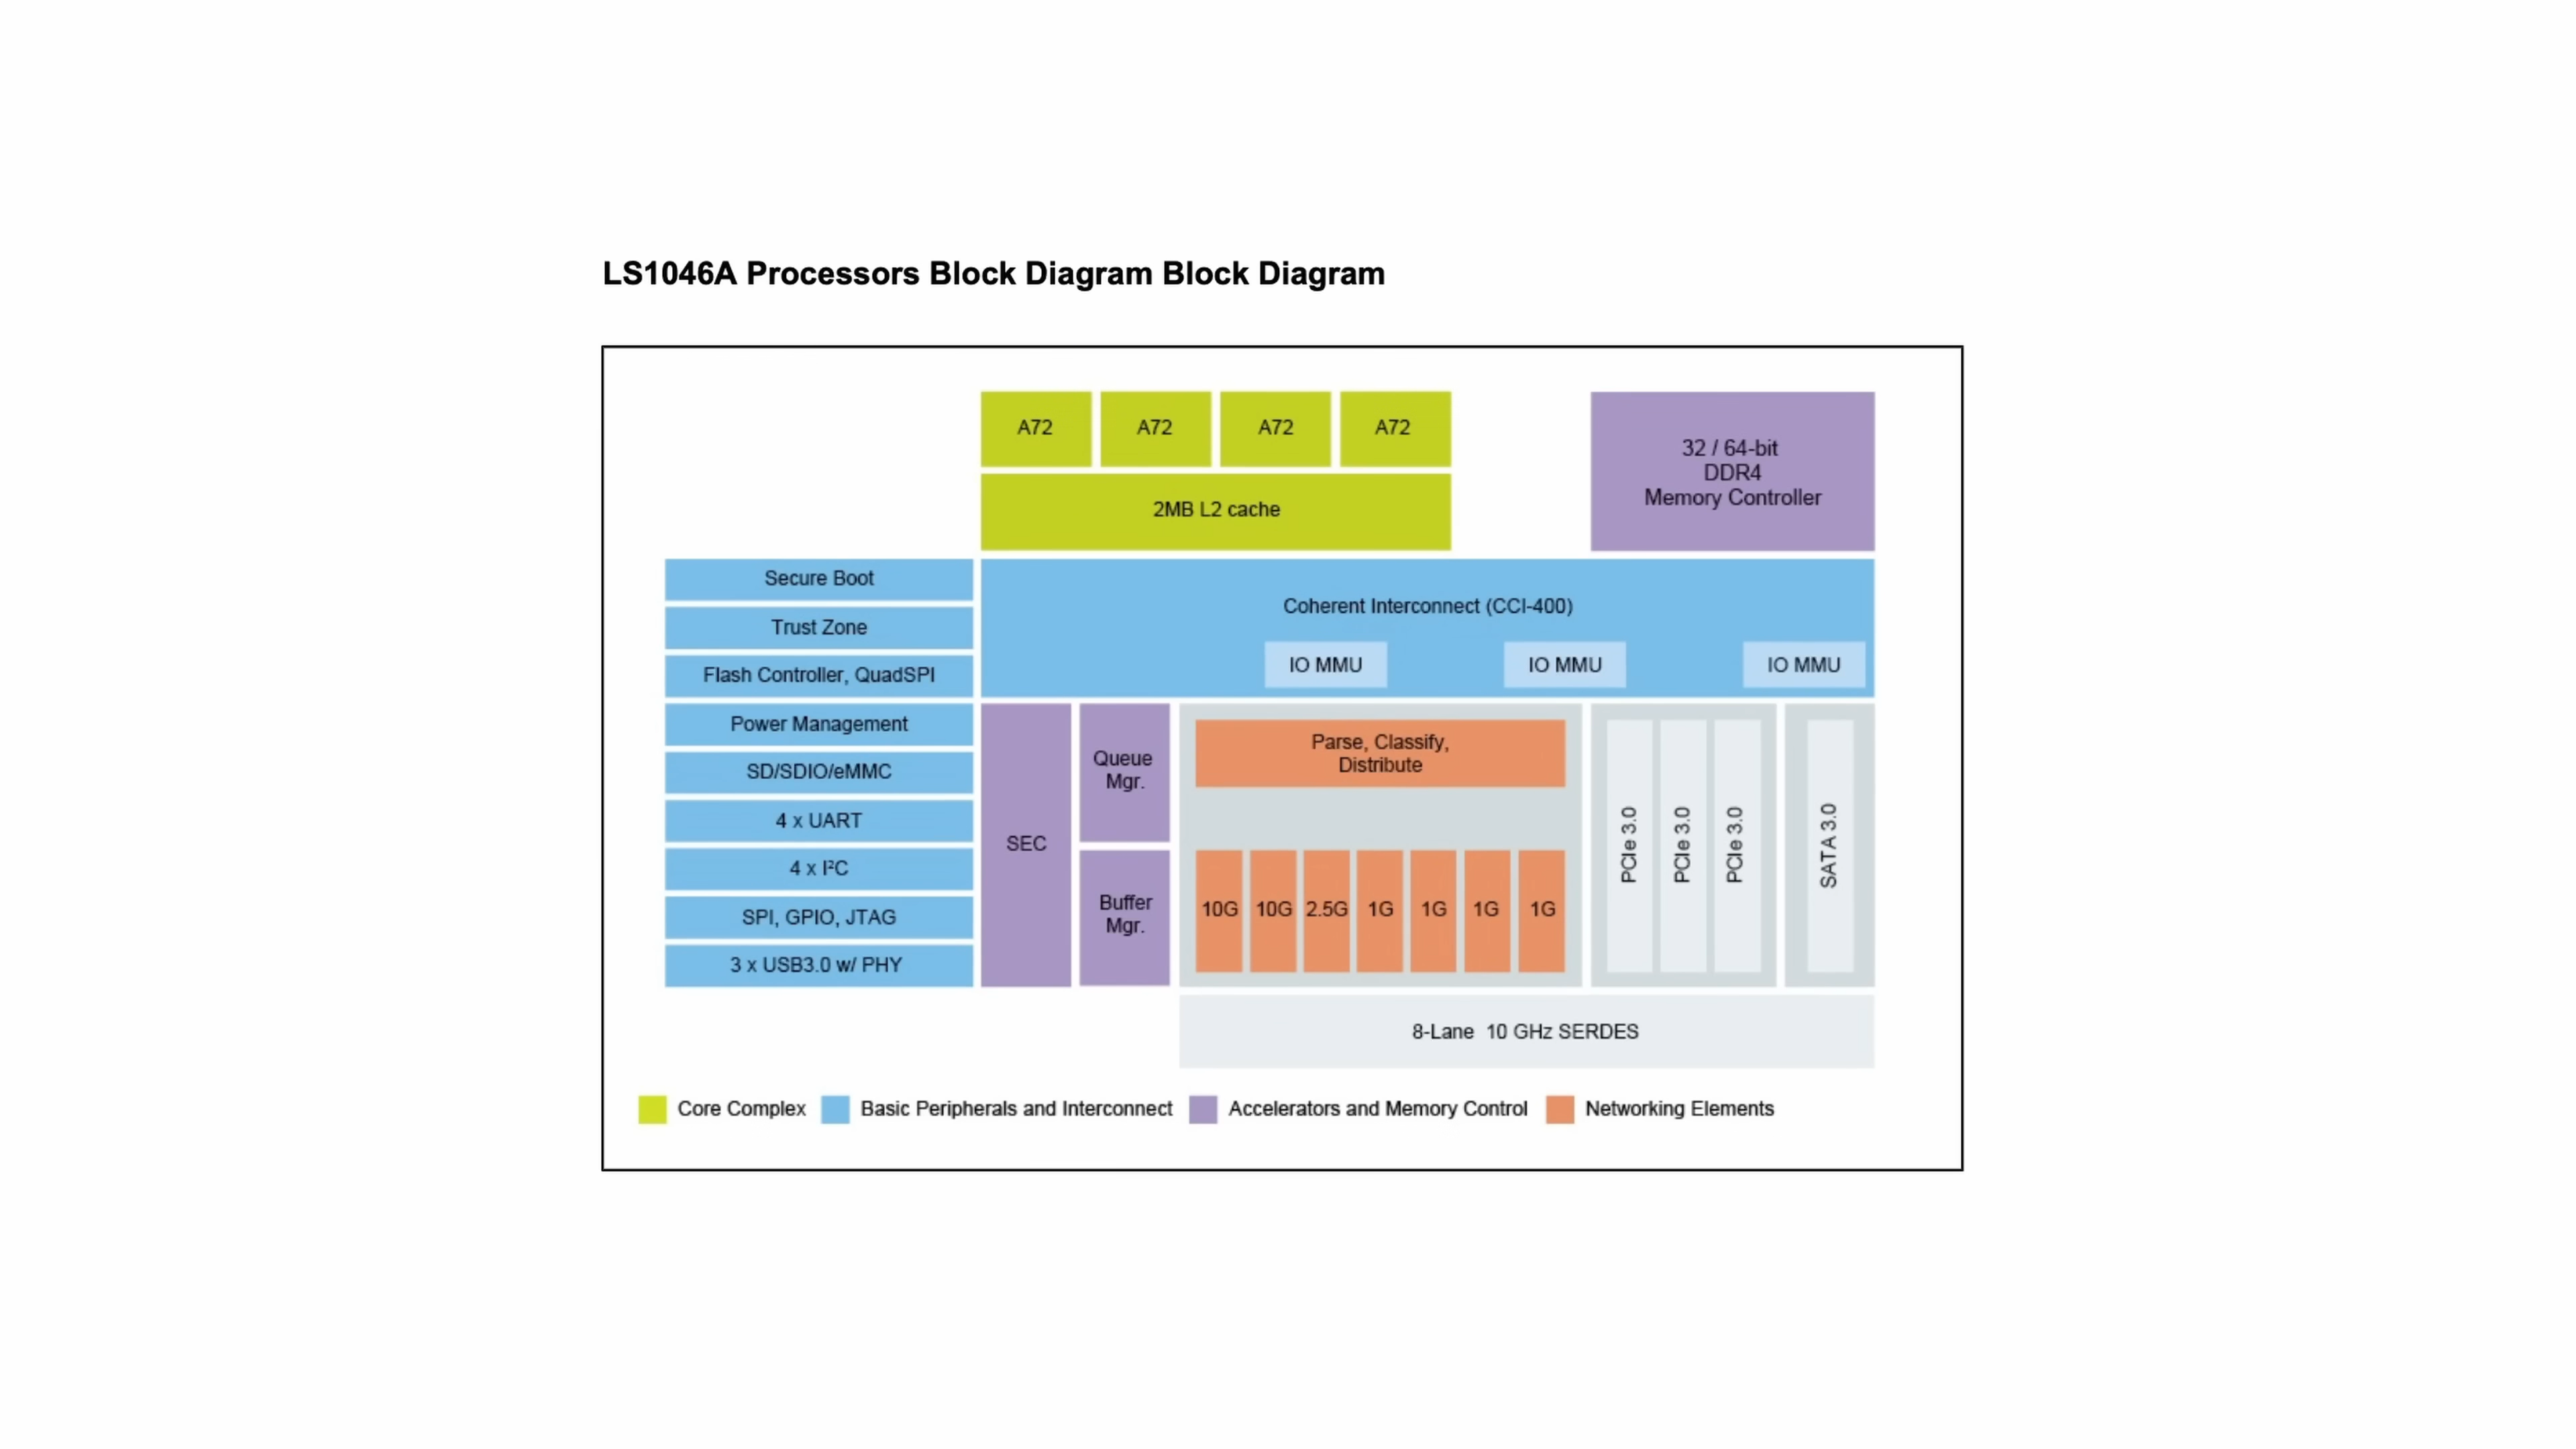 LS1046A Processors Block Diagram Block Diagram
A72
A72
A72
A72
2MB L2 cache
32 / 64-bit
DDR4
Memory Controller
Secure Boot
Trust Zone
Flash Controller, QuadSPI
Power Management
SD/SDIO/eMMC
4 x UART
4 x I²C
SPI, GPIO, JTAG
3 x USB3.0 w/ PHY
Coherent Interconnect (CCI-400)
IO MMU
IO MMU
IO MMU
SEC
Queue
Mgr.
Buffer
Mgr.
Parse, Classify,
Distribute
10G
10G
2.5G
1G
1G
1G
1G
PCIe 3.0
PCIe 3.0
PCIe 3.0
SATA 3.0
8-Lane 10 GHz SERDES
Core Complex
Basic Peripherals and Interconnect
Accelerators and Memory Control
Networking Elements